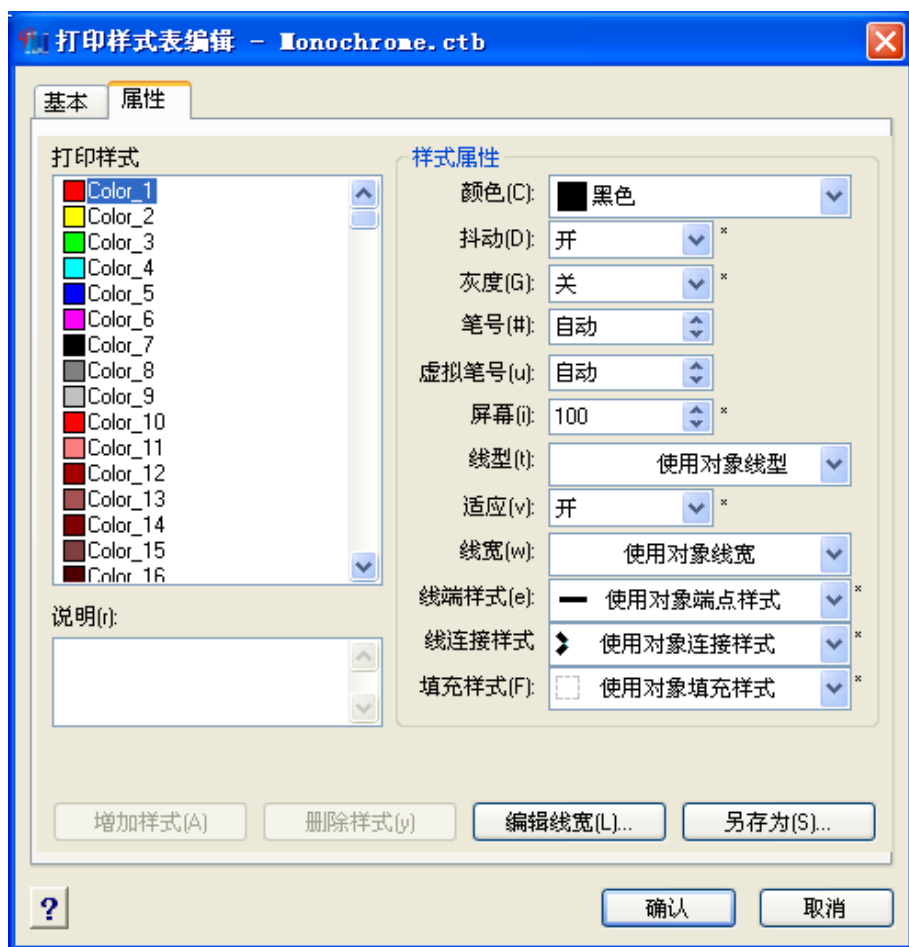 打印样式表编辑 - Monochrome.ctb
基本 属性
打印样式
Color_1
Color_2
Color_3
Color_4
Color_5
Color_6
Color_7
Color_8
Color_9
Color_10
Color_11
Color_12
Color_13
Color_14
Color_15
Color_16
说明(r):
样式属性
颜色(C): 黑色
抖动(D): 开 *
灰度(G): 关 *
笔号(#): 自动
虚拟笔号(u): 自动
屏幕(i): 100 *
线型(t): 使用对象线型
适应(v): 开 *
线宽(w): 使用对象线宽
线端样式(e): 使用对象端点样式 *
线连接样式 使用对象连接样式 *
填充样式(F): 使用对象填充样式 *
增加样式(A) 删除样式(y) 编辑线宽(L)... 另存为(S)...
? 确认 取消